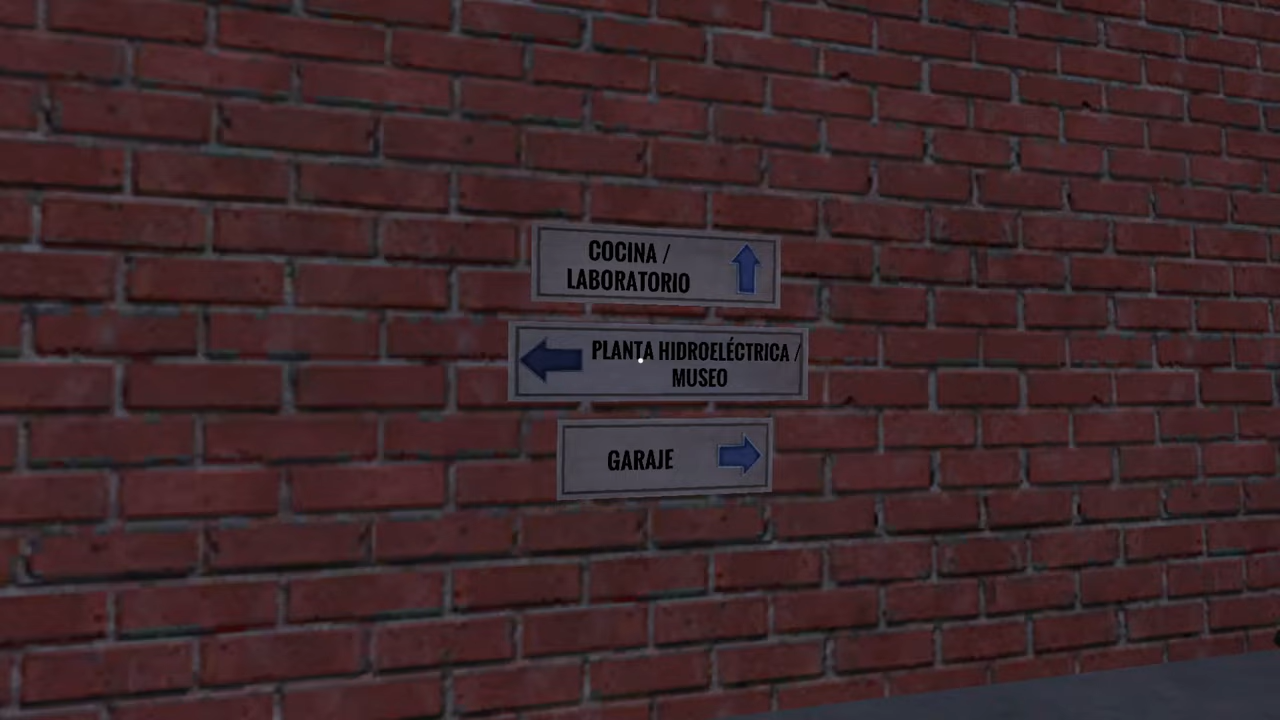 COCINA /
LABORATORIO
PLANTA HIDROELÉCTRICA /
MUSEO
GARAJE